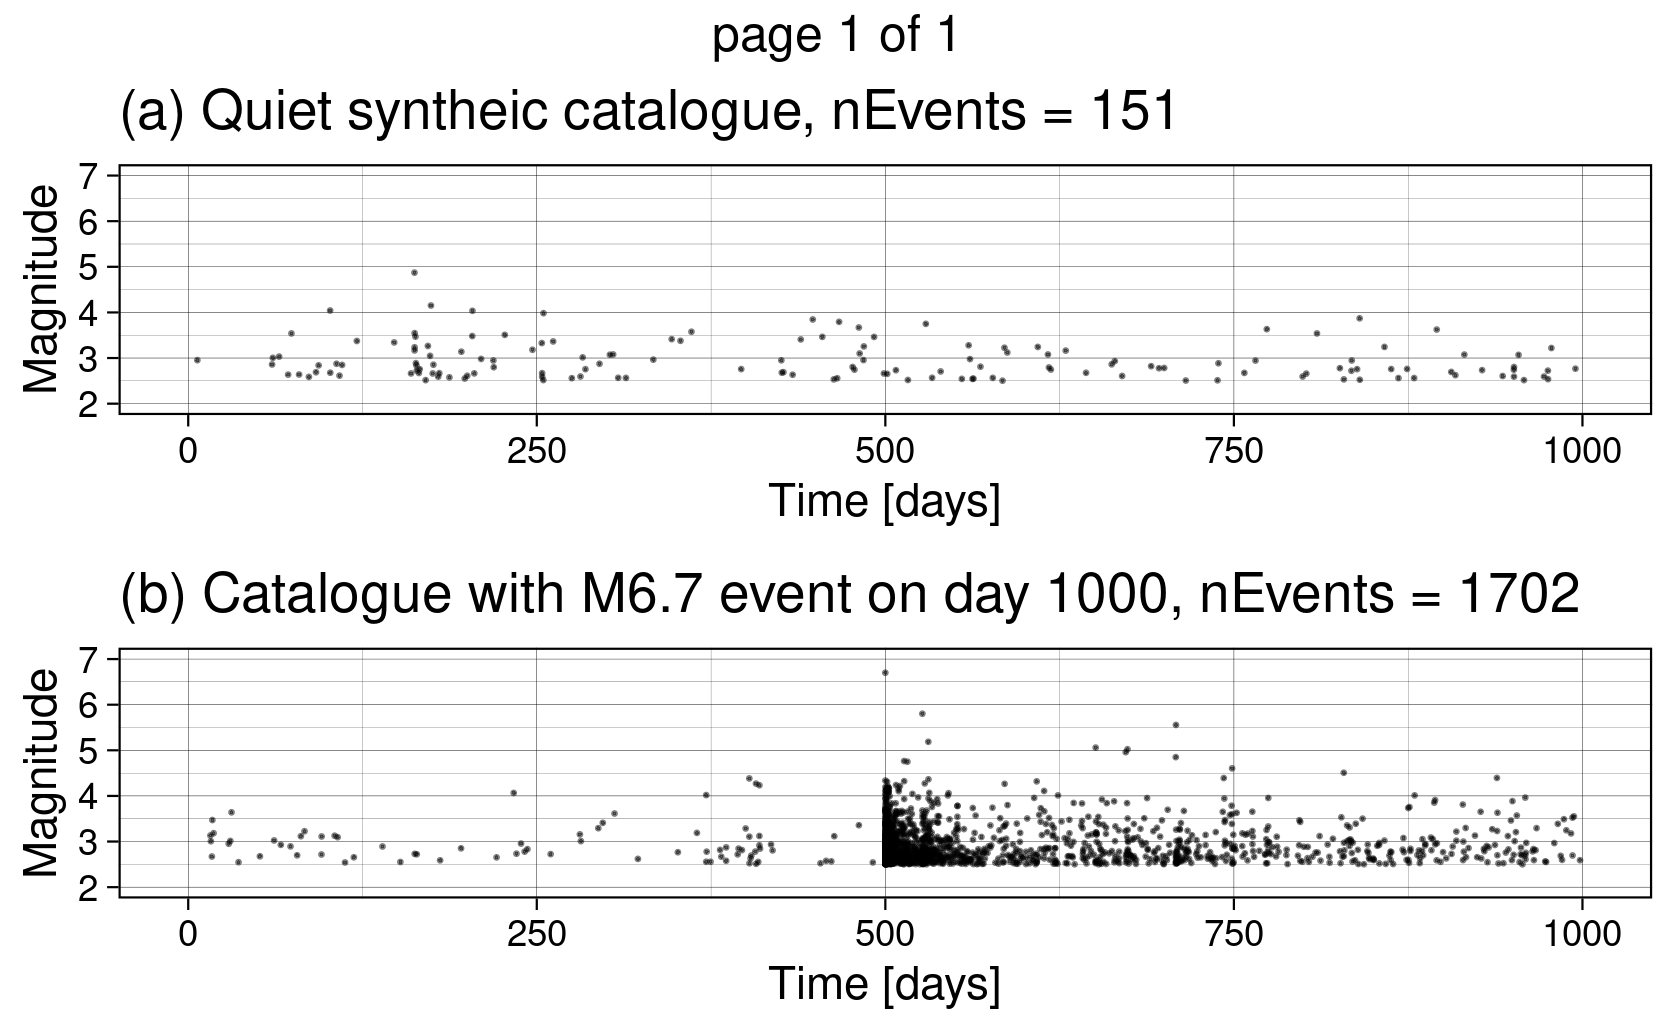 page 1 of 1
(a) Quiet syntheic catalogue, nEvents = 151
Magnitude
7
6
5
4
3
2
0 250 500 750 1000
Time [days]
(b) Catalogue with M6.7 event on day 1000, nEvents = 1702
Magnitude
7
6
5
4
3
2
0 250 500 750 1000
Time [days]